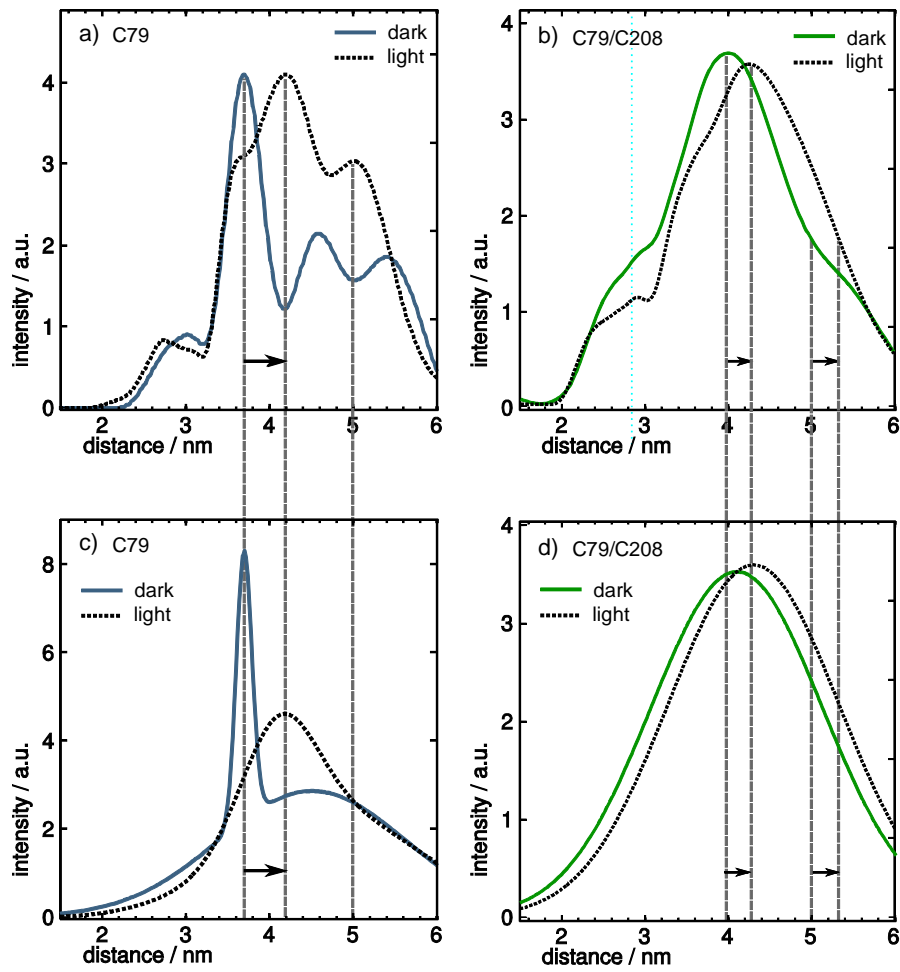 a) C79
dark
light
intensity / a.u.
4
3
2
1
0
2 3 4 5 6
distance / nm
b) C79/C208
dark
light
intensity / a.u.
4
3
2
1
0
2 3 4 5 6
distance / nm
c) C79
dark
light
intensity / a.u.
8
6
4
2
0
2 3 4 5 6
distance / nm
d) C79/C208
dark
light
intensity / a.u.
4
3
2
1
0
2 3 4 5 6
distance / nm